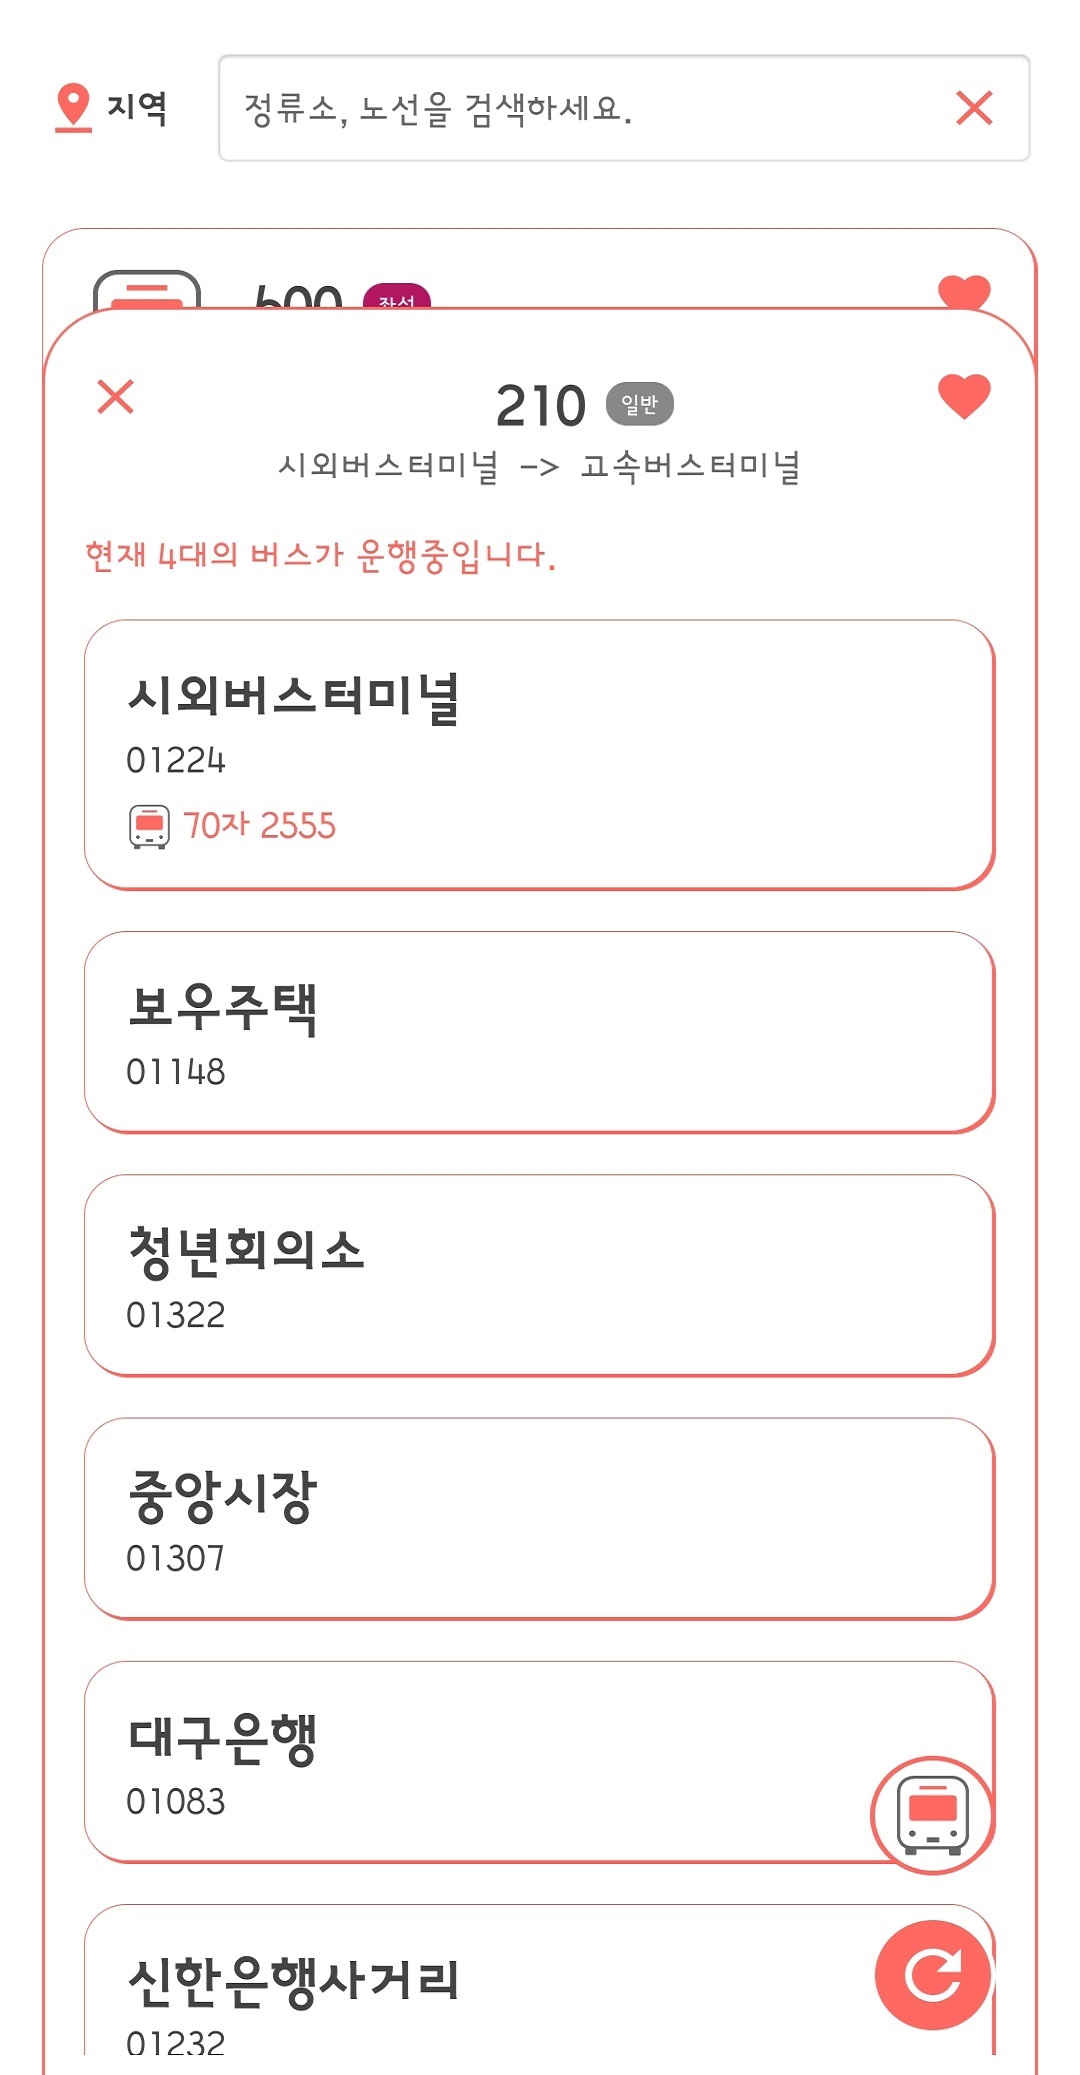 지역
정류소, 노선을 검색하세요.
600 좌석
210 일반
시외버스터미널 -> 고속버스터미널
현재 4대의 버스가 운행중입니다.
시외버스터미널
01224
70자 2555
보우주택
01148
청년회의소
01322
중앙시장
01307
대구은행
01083
신한은행사거리
01232